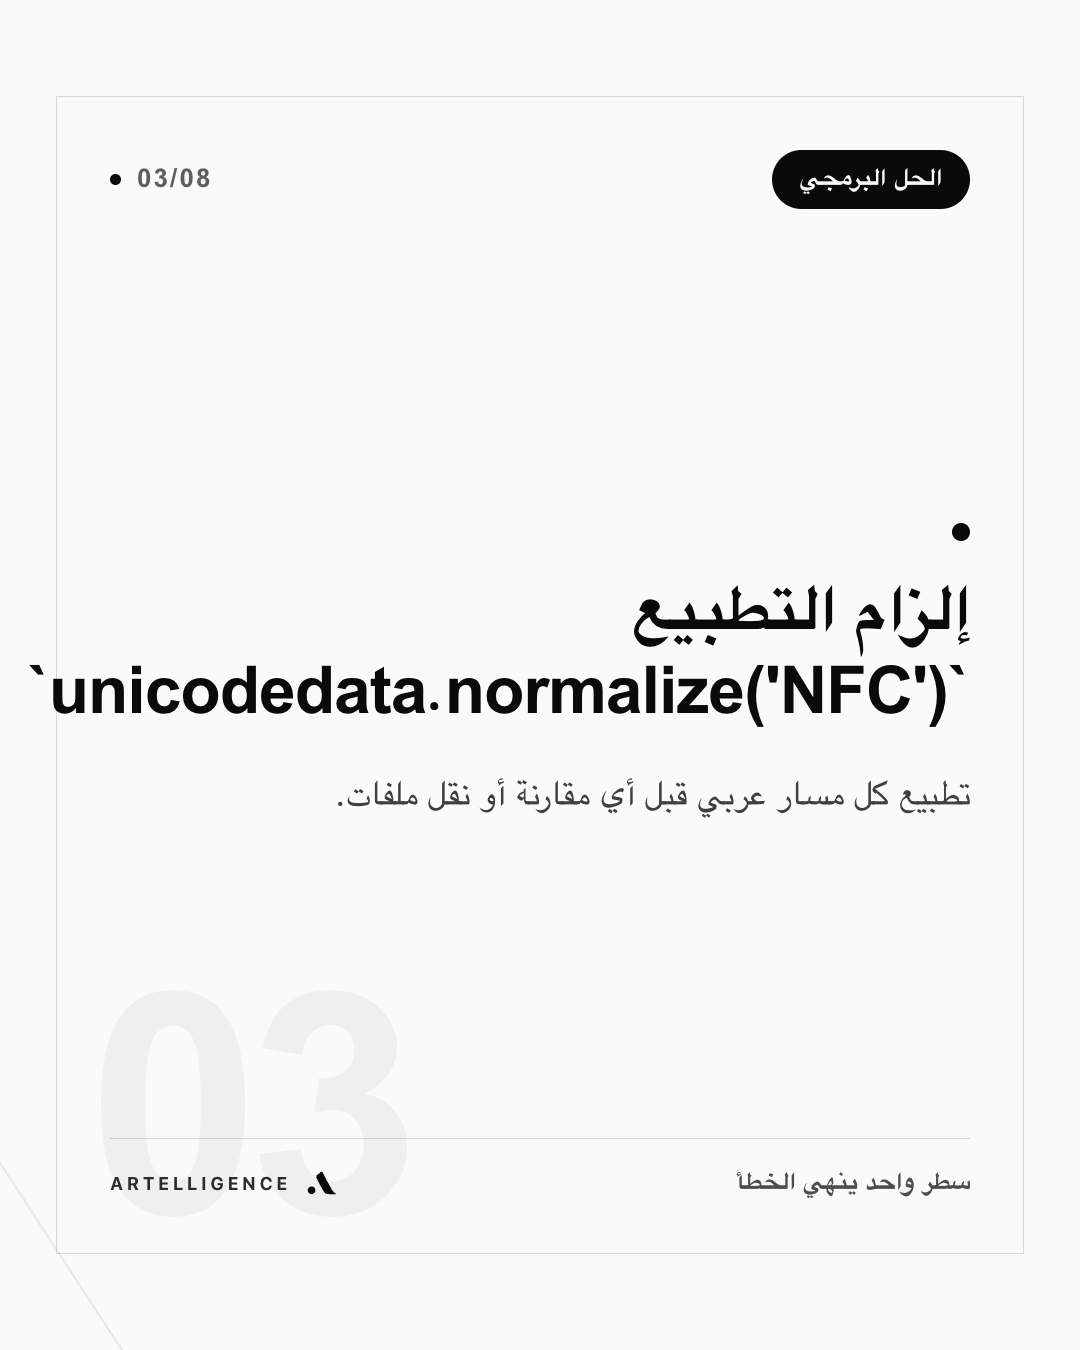 الحل البرمجي
03/08
إلزام التطبيع
`unicodedata.normalize('NFC')`
تطبيع كل مسار عربي قبل أي مقارنة أو نقل ملفات.
03
سطر واحد ينهي الخطأ
ARTELLIGENCE